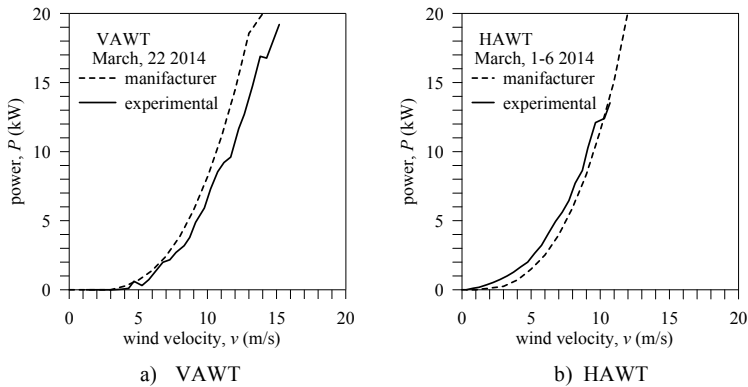 VAWT
March, 22 2014
manifacturer
experimental
power, P (kW)
20
15
10
5
0
0 5 10 15 20
wind velocity, v (m/s)
a) VAWT
HAWT
March, 1-6 2014
manifacturer
experimental
power, P (kW)
20
15
10
5
0
0 5 10 15 20
wind velocity, v (m/s)
b) HAWT